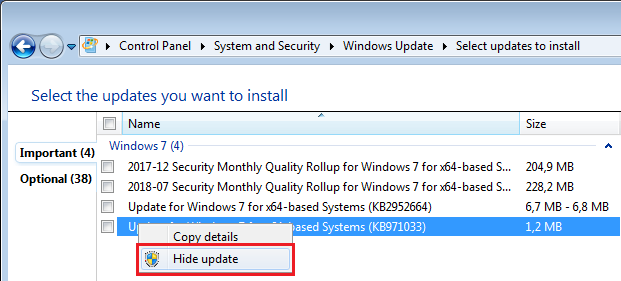 Control Panel System and Security Windows Update Select updates to install
Select the updates you want to install
Name Size
Important (4)
Optional (38)
Windows 7 (4)
2017-12 Security Monthly Quality Rollup for Windows 7 for x64-based S... 204,9 MB
2018-07 Security Monthly Quality Rollup for Windows 7 for x64-based S... 228,2 MB
Update for Windows 7 for x64-based Systems (KB2952664) 6,7 MB - 6,8 MB
based Systems (KB971033) 1,2 MB
Copy details
Hide update